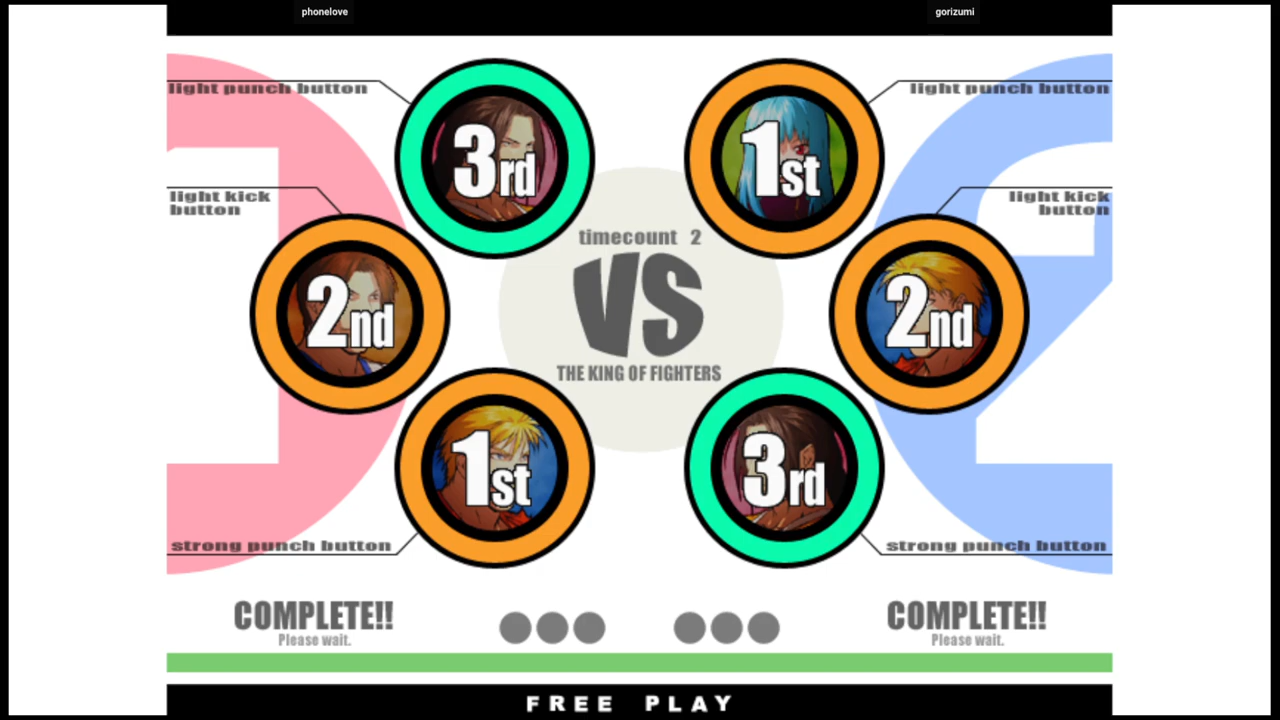 phonelove
gorizumi
light punch button
light punch button
3rd
1st
light kick
button
light kick
button
timecount 2
2nd
VS
2nd
THE KING OF FIGHTERS
1st
3rd
strong punch button
strong punch button
COMPLETE!!
Please wait.
COMPLETE!!
Please wait.
FREE PLAY